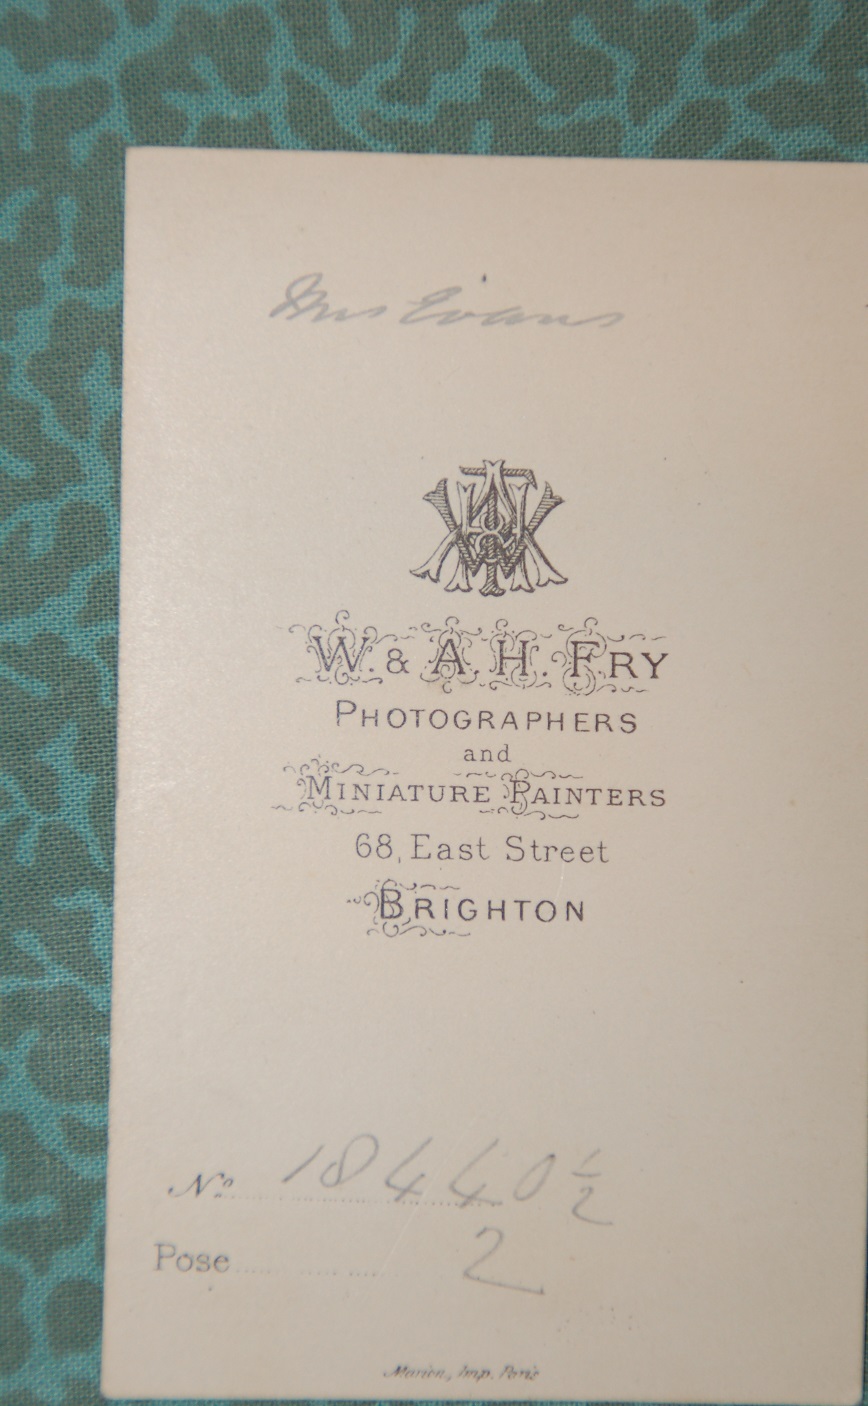 Mrs Evans
W. & A. H. FRY
PHOTOGRAPHERS
and
MINIATURE PAINTERS
68, East Street
BRIGHTON
No. 18440½
Pose 2
Marion, Imp. Paris